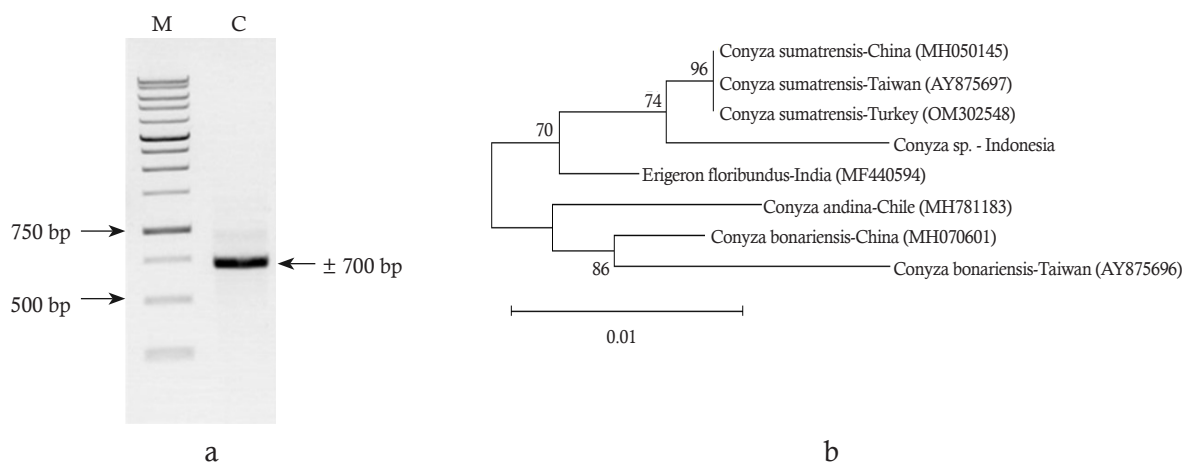 M C
750 bp
± 700 bp
500 bp
a
96
Conyza sumatrensis-China (MH050145)
Conyza sumatrensis-Taiwan (AY875697)
74
Conyza sumatrensis-Turkey (OM302548)
70
Conyza sp. - Indonesia
Erigeron floribundus-India (MF440594)
Conyza andina-Chile (MH781183)
Conyza bonariensis-China (MH070601)
86
Conyza bonariensis-Taiwan (AY875696)
0.01
b